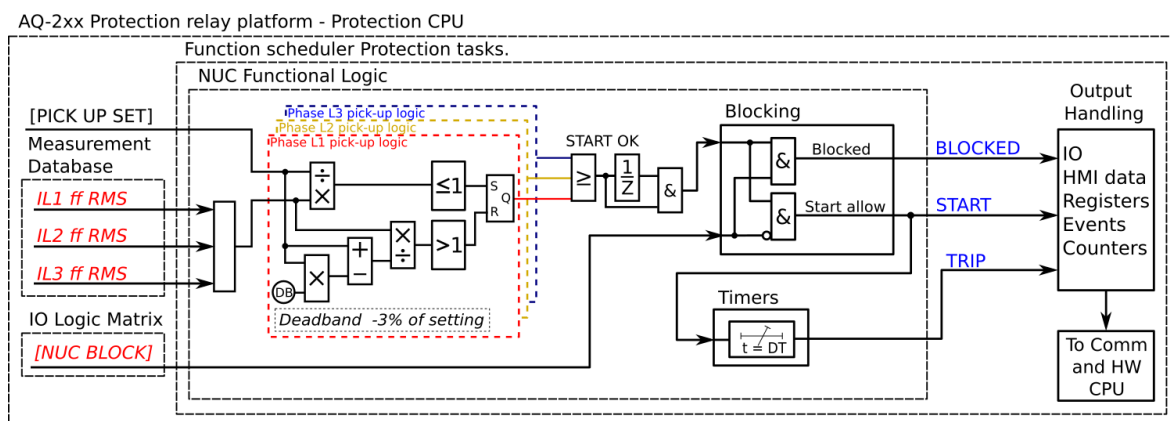 AQ-2xx Protection relay platform - Protection CPU
Function scheduler Protection tasks.
NUC Functional Logic
[PICK UP SET]
Measurement
Database
IL1 ff RMS
IL2 ff RMS
IL3 ff RMS
IO Logic Matrix
[NUC BLOCK]
Phase L3 pick-up logic
Phase L2 pick-up logic
Phase L1 pick-up logic
÷
×
≤1
S
Q
R
×
÷
>1
+
−
×
DB
Deadband -3% of setting
START OK
≥
1
Z
&
Blocking
&
Blocked
&
Start allow
Timers
t = DT
BLOCKED
START
TRIP
Output
Handling
IO
HMI data
Registers
Events
Counters
To Comm
and HW
CPU